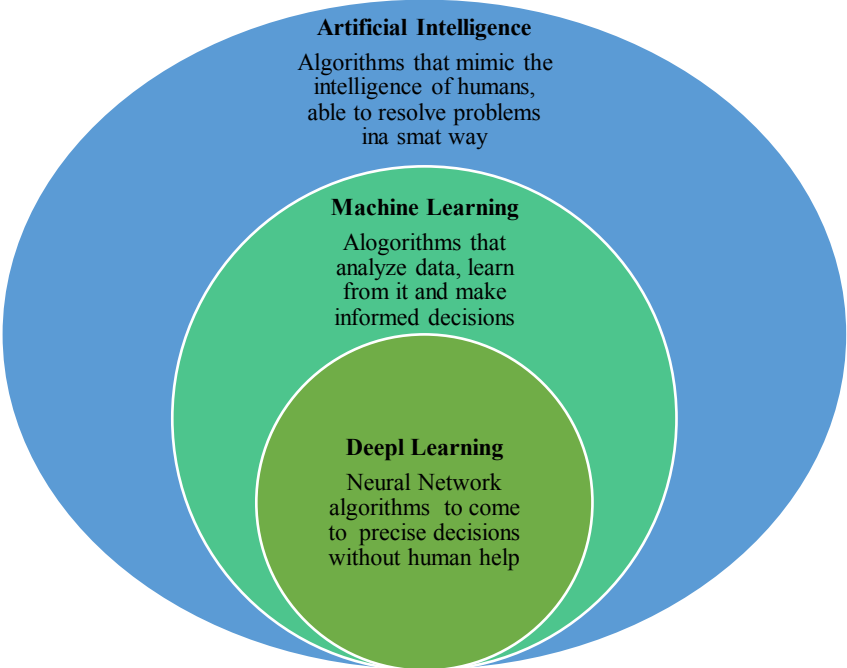 Artificial Intelligence
Algorithms that mimic the
intelligence of humans,
able to resolve problems
ina smat way
Machine Learning
Alogorithms that
analyze data, learn
from it and make
informed decisions
Deepl Learning
Neural Network
algorithms to come
to precise decisions
without human help